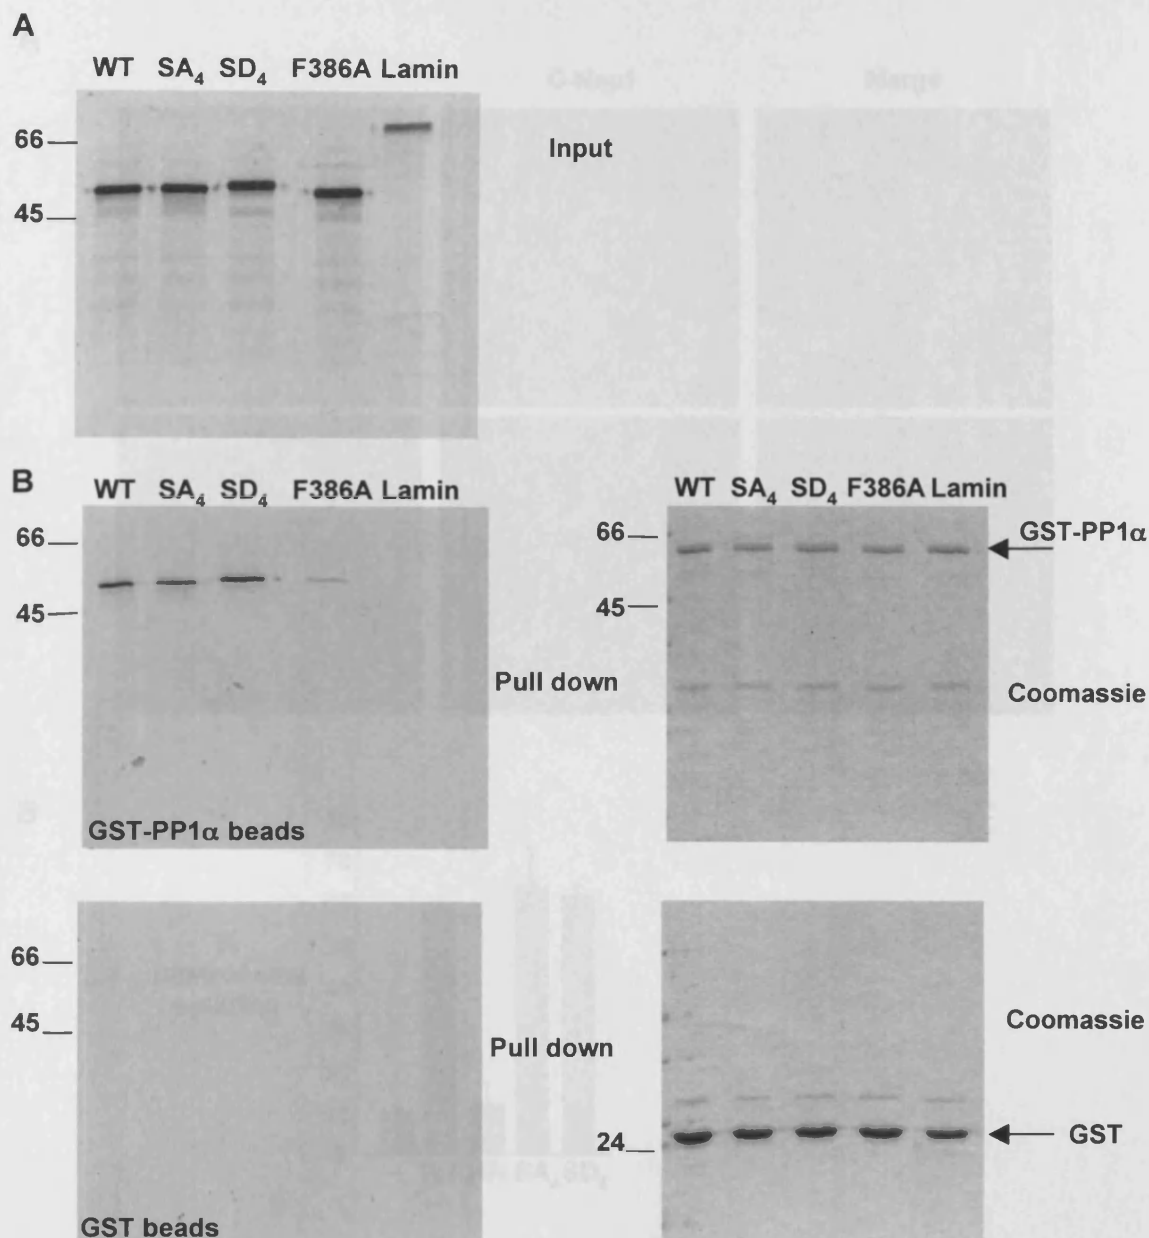 A
WT SA4 SD4 F386A Lamin
66
45
Input
B
WT SA4 SD4 F386A Lamin
66
45
Pull down
GST-PP1α beads
WT SA4 SD4 F386A Lamin
66
45
GST-PP1α
Coomassie
66
45
Pull down
GST beads
Coomassie
24
GST
C-Nap1
Merge